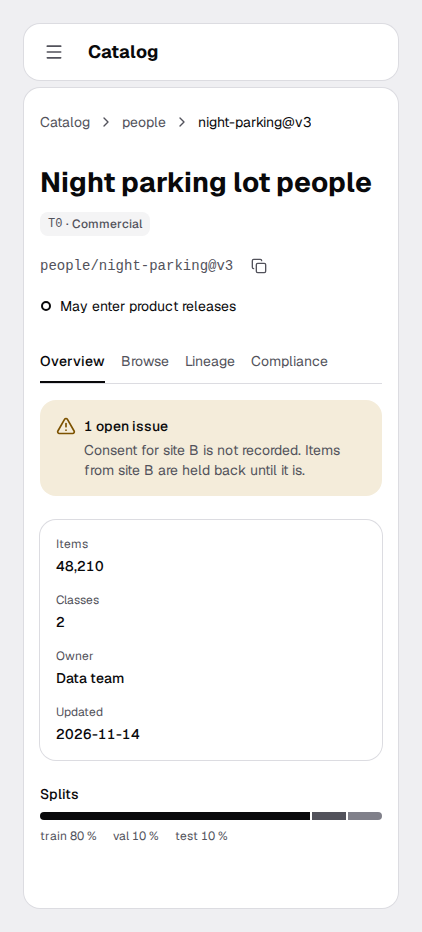 Catalog
Catalog > people > night-parking@v3
Night parking lot people
T0 · Commercial
people/night-parking@v3
May enter product releases
Overview Browse Lineage Compliance
1 open issue
Consent for site B is not recorded. Items
from site B are held back until it is.
Items
48,210
Classes
2
Owner
Data team
Updated
2026-11-14
Splits
train 80 % val 10 % test 10 %